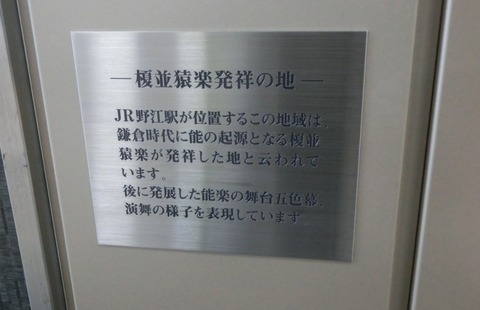 ―榎並猿楽発祥の地―
JR野江駅が位置するこの地域は、
鎌倉時代に能の起源となる榎並
猿楽が発祥した地と云われて
います。
後に発展した能楽の舞台五色幕、
演舞の様子を表現しています